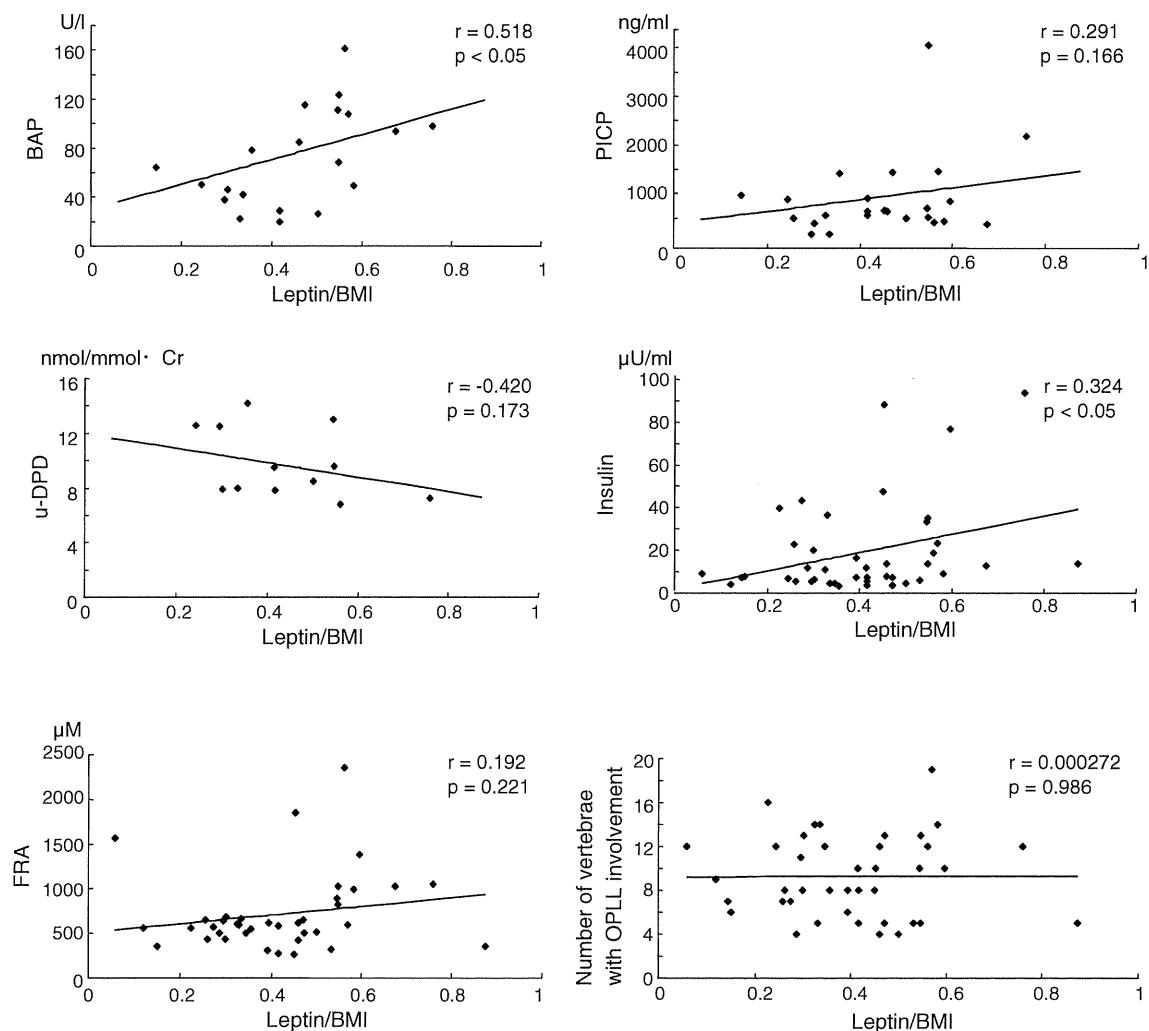 U/l
r = 0.518
p < 0.05
BAP
160
120
80
40
0
0 0.2 0.4 0.6 0.8 1
Leptin/BMI
ng/ml
r = 0.291
p = 0.166
PICP
4000
3000
2000
1000
0
0 0.2 0.4 0.6 0.8 1
Leptin/BMI
nmol/mmol· Cr
r = -0.420
p = 0.173
u-DPD
16
12
8
4
0
0 0.2 0.4 0.6 0.8 1
Leptin/BMI
µU/ml
r = 0.324
p < 0.05
Insulin
100
80
60
40
20
0
0 0.2 0.4 0.6 0.8 1
Leptin/BMI
µM
r = 0.192
p = 0.221
FRA
2500
2000
1500
1000
500
0
0 0.2 0.4 0.6 0.8 1
Leptin/BMI
r = 0.000272
p = 0.986
Number of vertebrae
with OPLL involvement
20
16
12
8
4
0
0 0.2 0.4 0.6 0.8 1
Leptin/BMI